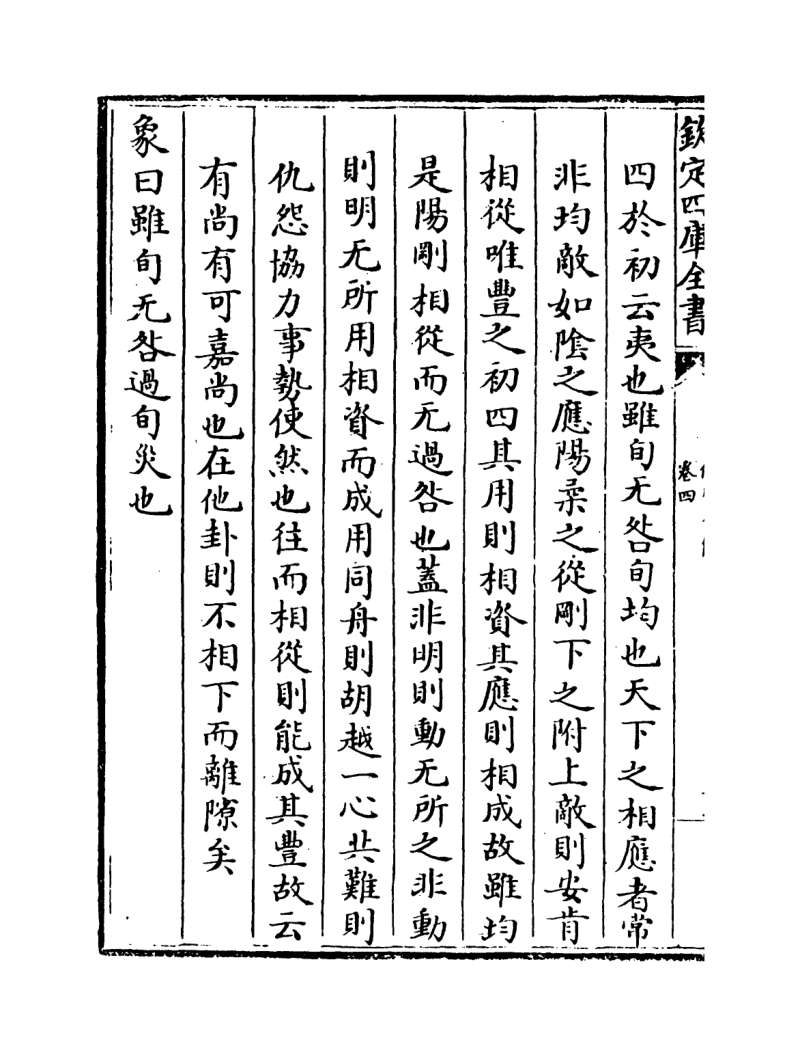 欽定四庫全書
卷四
四於初云夷也雖旬无咎旬均也天下之相應者常
非均敵如陰之應陽柔之從剛下之附上敵則安肯
相從唯豐之初四其用則相資其應則相成故雖均
是陽剛相從而无過咎也蓋非明則動无所之非動
則明无所用相資而成用同舟則胡越一心共難則
仇怨協力事勢使然也往而相從則能成其豐故云
有尚有可嘉尚也在他卦則不相下而離隙矣
象曰雖旬无咎過旬災也